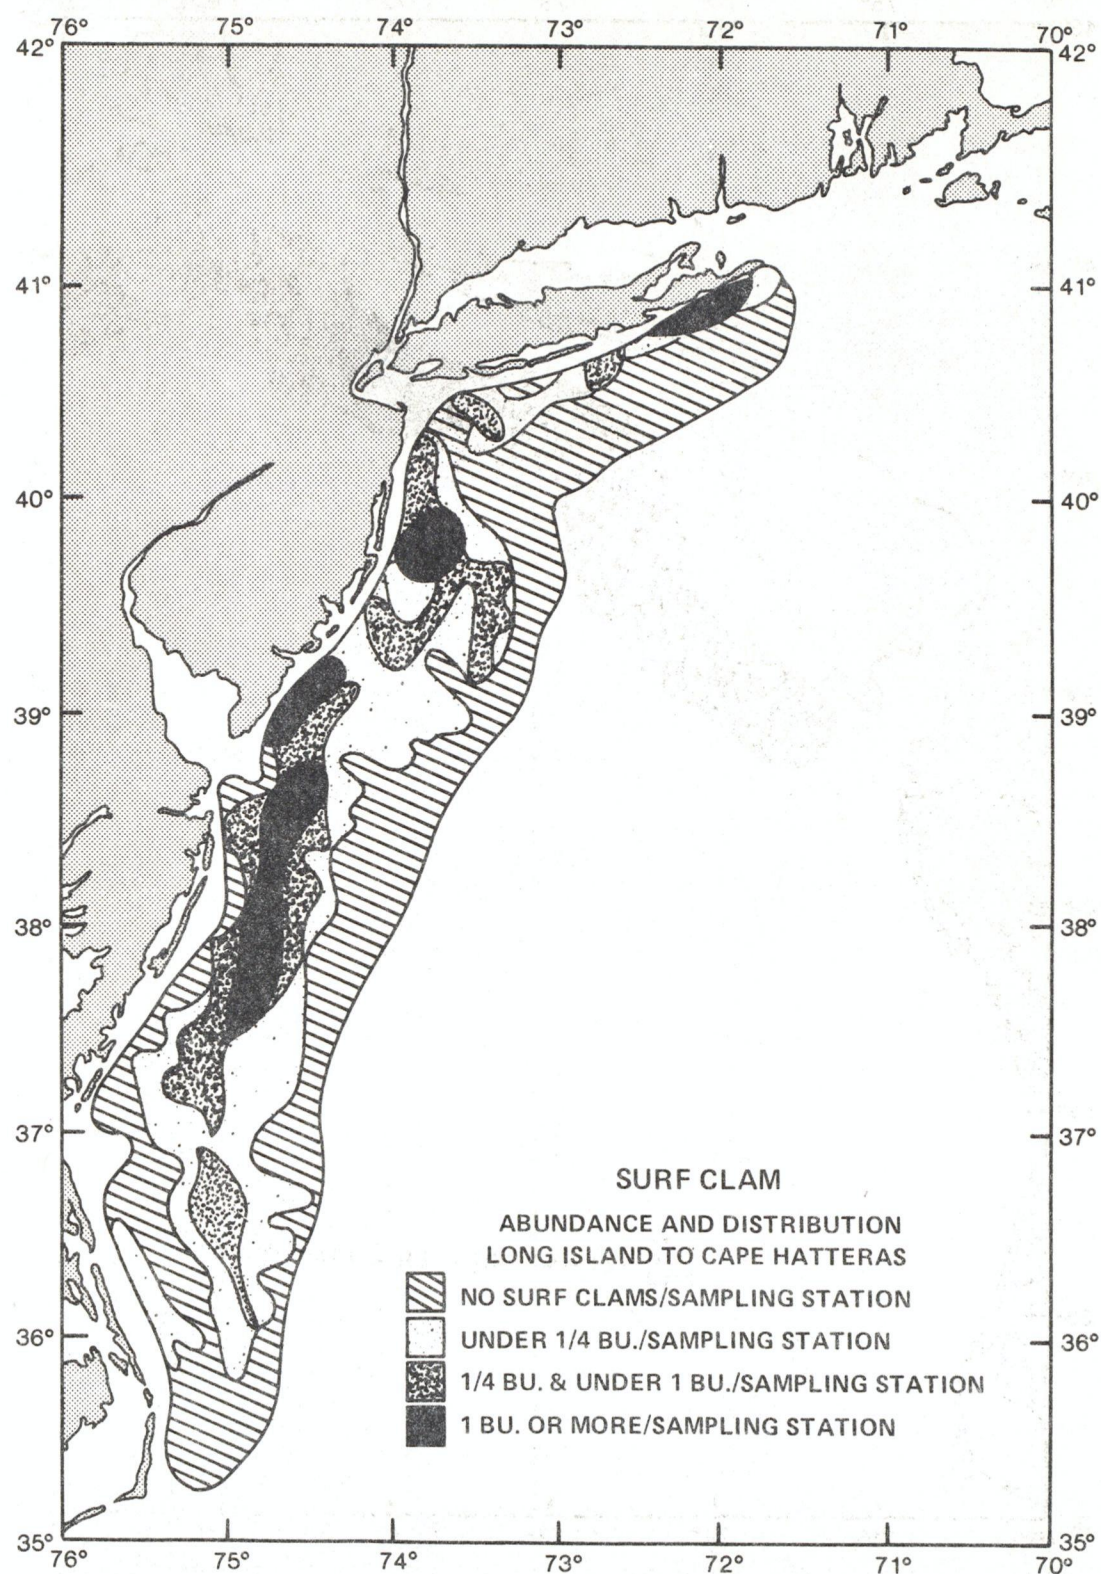 76° 75° 74° 73° 72° 71° 70°
42° 42°
41° 41°
40° 40°
39° 39°
38° 38°
37° 37°
SURF CLAM
ABUNDANCE AND DISTRIBUTION
LONG ISLAND TO CAPE HATTERAS
NO SURF CLAMS/SAMPLING STATION
UNDER 1/4 BU./SAMPLING STATION
36° 36°
1/4 BU. & UNDER 1 BU./SAMPLING STATION
1 BU. OR MORE/SAMPLING STATION
35° 35°
76° 75° 74° 73° 72° 71° 70°